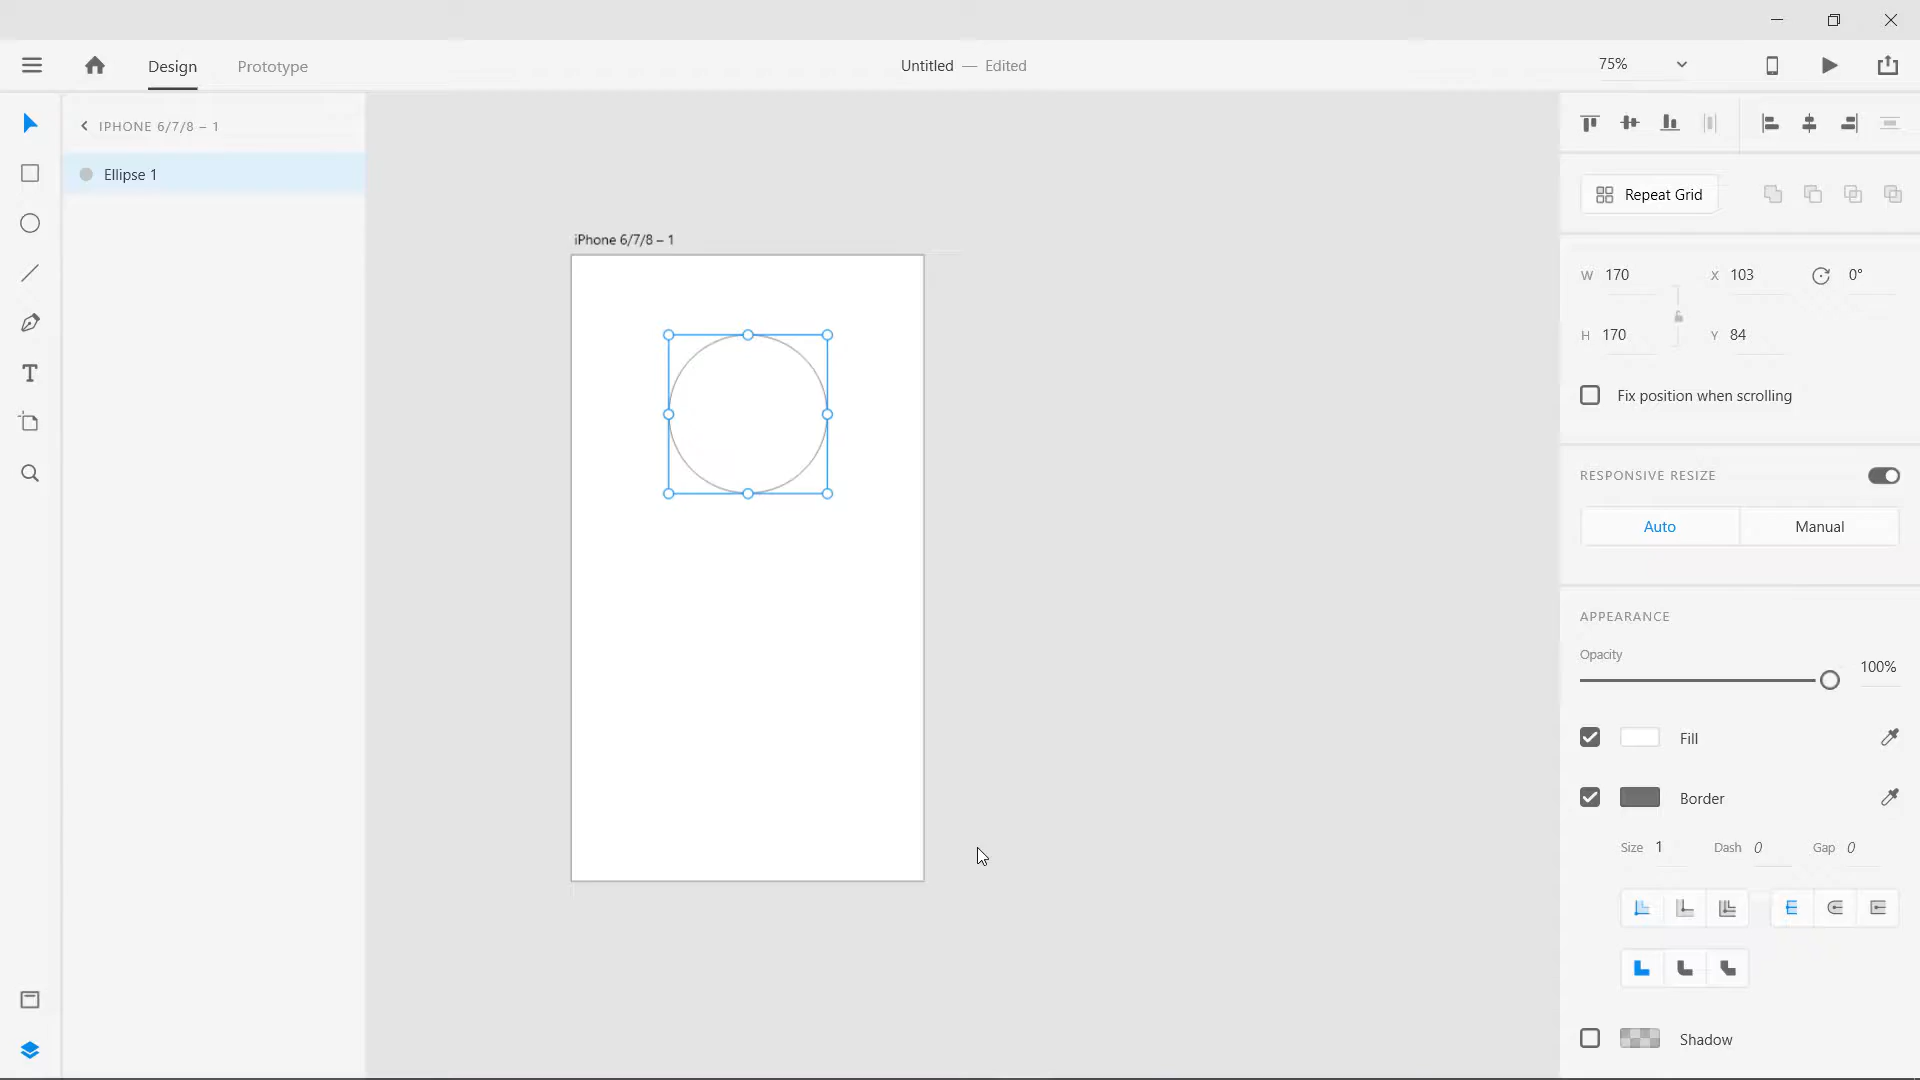 Design Prototype Untitled — Edited 75%
IPHONE 6/7/8 – 1
Ellipse 1
iPhone 6/7/8 – 1
Repeat Grid
W 170 X 103 0°
H 170 Y 84
Fix position when scrolling
RESPONSIVE RESIZE
Auto Manual
APPEARANCE
Opacity
100%
Fill
Border
Size 1 Dash 0 Gap 0
Shadow